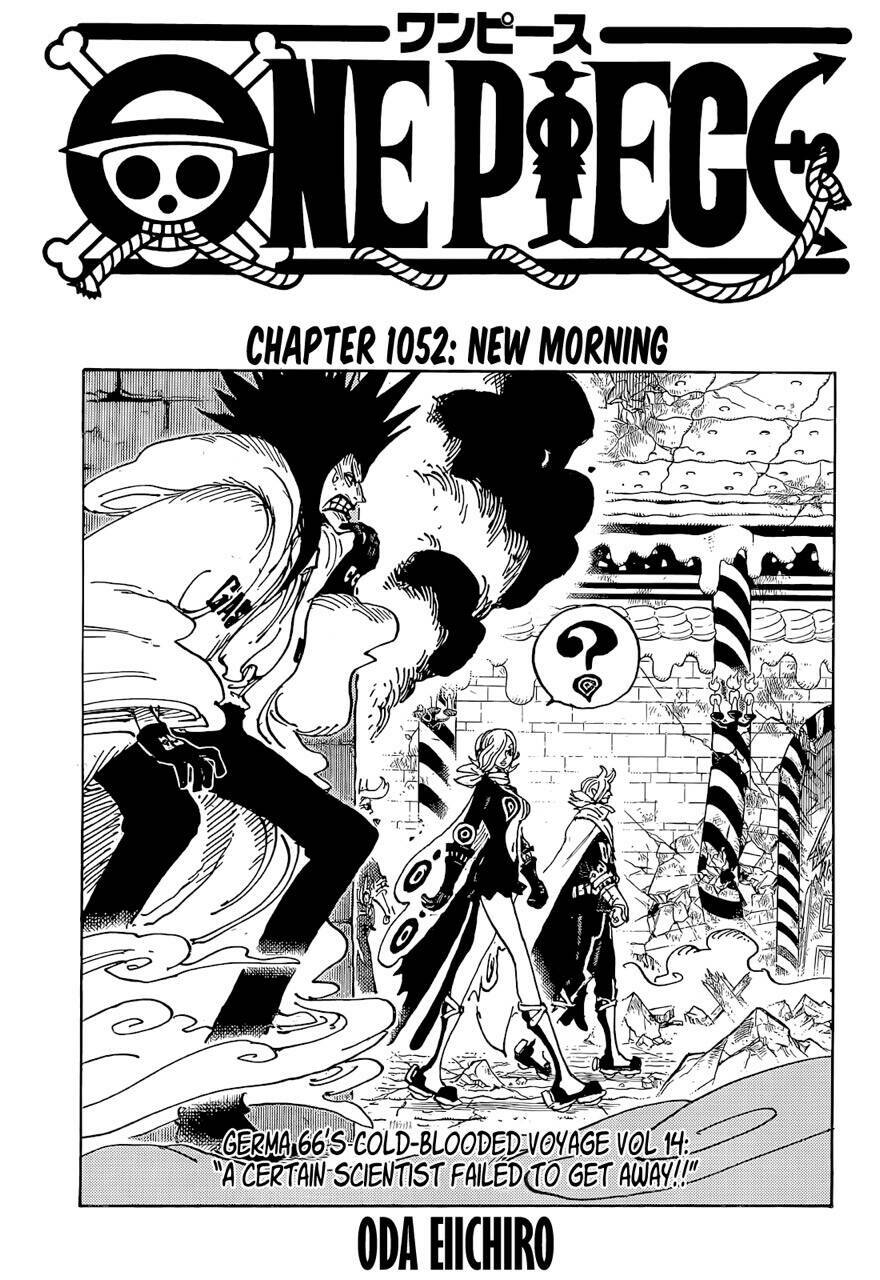 ワンピース
ONE PIECE
CHAPTER 1052: NEW MORNING
GAS
?
GERMA 66'S COLD-BLOODED VOYAGE VOL 14:
"A CERTAIN SCIENTIST FAILED TO GET AWAY!!"
ODA EIICHIRO